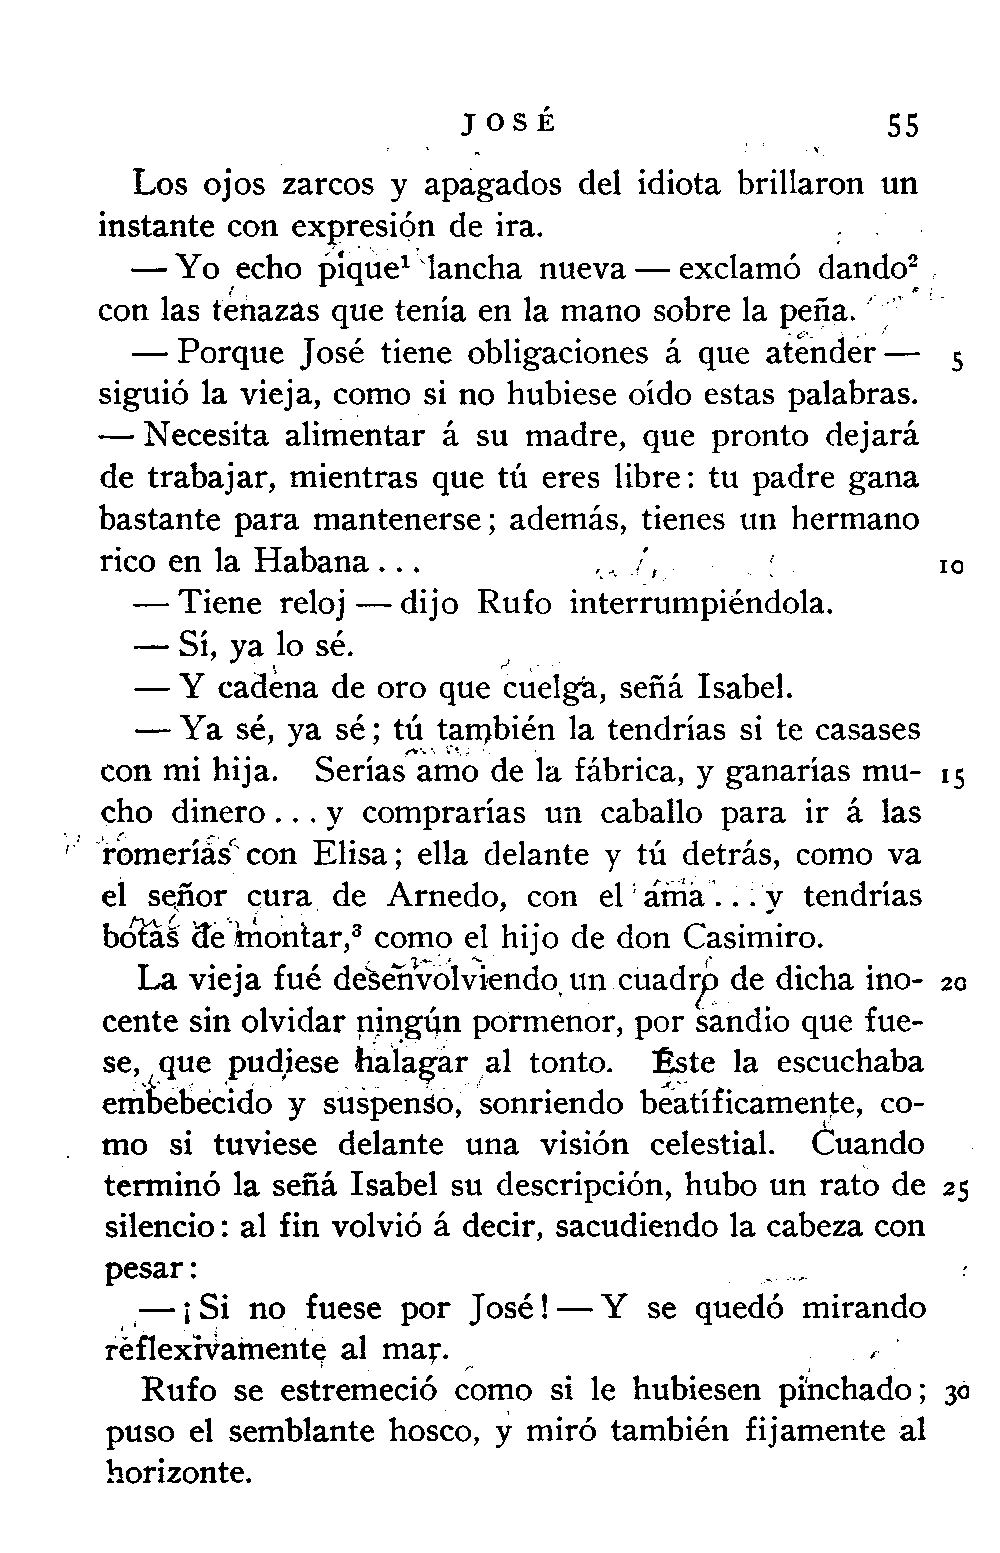 JOSÉ 55
Los ojos zarcos y apagados del idiota brillaron un
instante con expresión de ira.
— Yo echo pique¹ lancha nueva — exclamó dando²
con las tenazas que tenía en la mano sobre la peña.
— Porque José tiene obligaciones á que atender — 5
siguió la vieja, como si no hubiese oído estas palabras.
— Necesita alimentar á su madre, que pronto dejará
de trabajar, mientras que tú eres libre: tu padre gana
bastante para mantenerse; además, tienes un hermano
rico en la Habana... 10
— Tiene reloj — dijo Rufo interrumpiéndola.
— Sí, ya lo sé.
— Y cadena de oro que cuelga, señá Isabel.
— Ya sé, ya sé; tú también la tendrías si te casases
con mi hija. Serías amo de la fábrica, y ganarías mu- 15
cho dinero... y comprarías un caballo para ir á las
romerías con Elisa; ella delante y tú detrás, como va
el señor cura de Arnedo, con el ama... y tendrías
botas de montar,³ como el hijo de don Casimiro.
La vieja fué desenvolviendo un cuadro de dicha ino- 20
cente sin olvidar ningún pormenor, por sandio que fue-
se, que pudiese halagar al tonto. Éste la escuchaba
embebecido y suspenso, sonriendo beatíficamente, co-
mo si tuviese delante una visión celestial. Cuando
terminó la señá Isabel su descripción, hubo un rato de 25
silencio: al fin volvió á decir, sacudiendo la cabeza con
pesar:
— ¡Si no fuese por José! — Y se quedó mirando
reflexivamente al mar.
Rufo se estremeció como si le hubiesen pinchado; 30
puso el semblante hosco, y miró también fijamente al
horizonte.